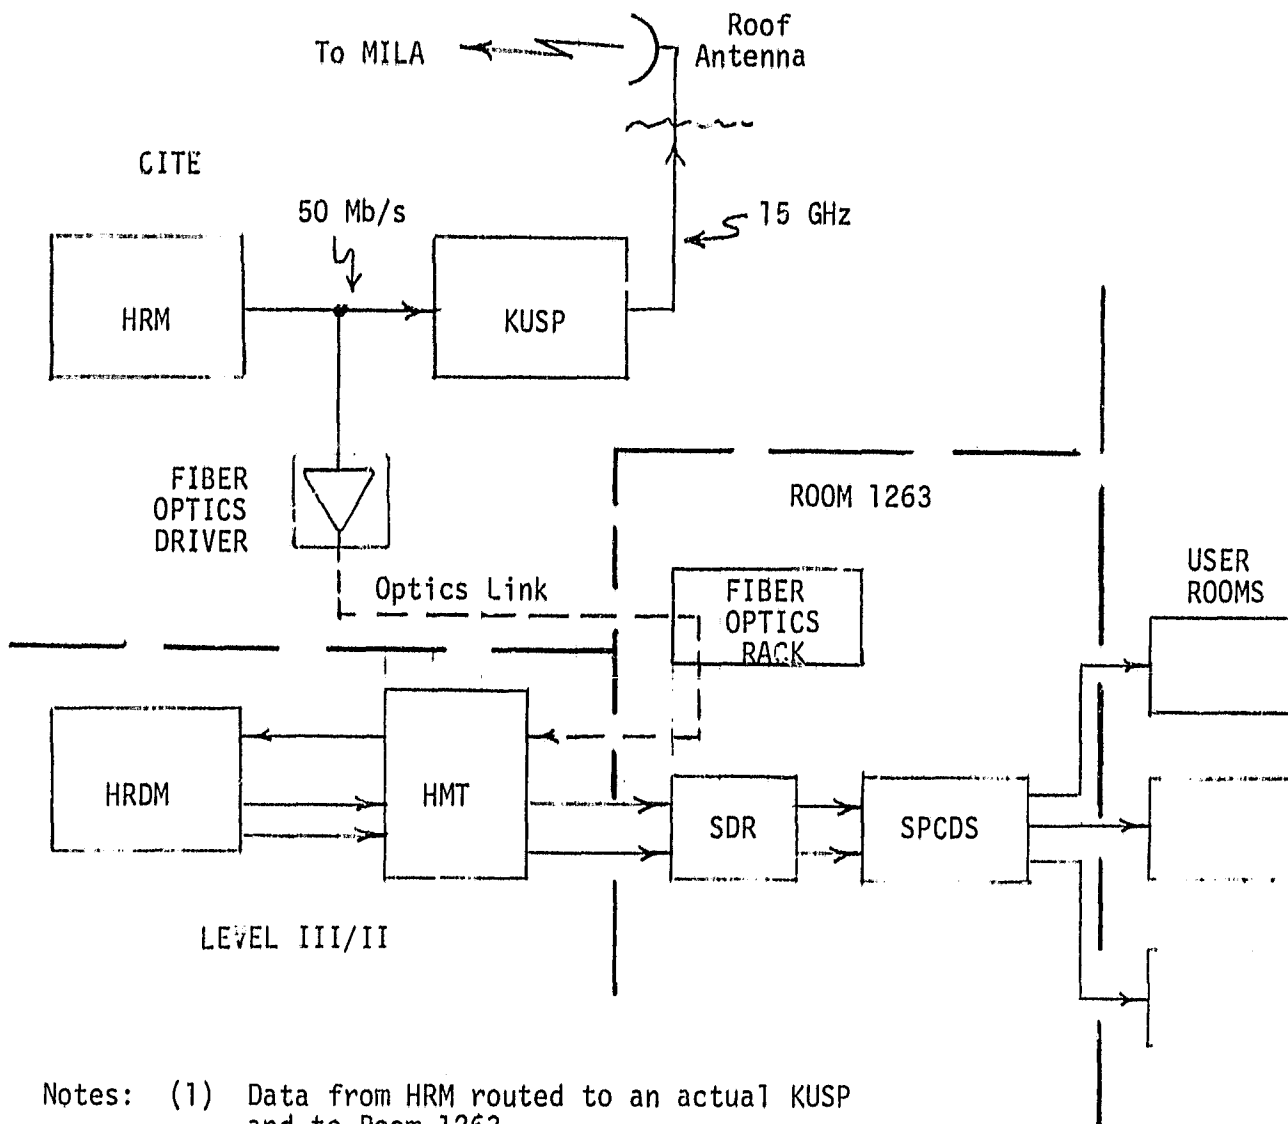 Roof
Antenna
To MILA
CITE
50 Mb/s
15 GHz
HRM
KUSP
FIBER
OPTICS
DRIVER
ROOM 1263
Optics Link
FIBER
OPTICS
RACK
USER
ROOMS
HRDM
HMT
SDR
SPCDS
LEVEL III/II
Notes: (1) Data from HRM routed to an actual KUSP
and to Room 1263